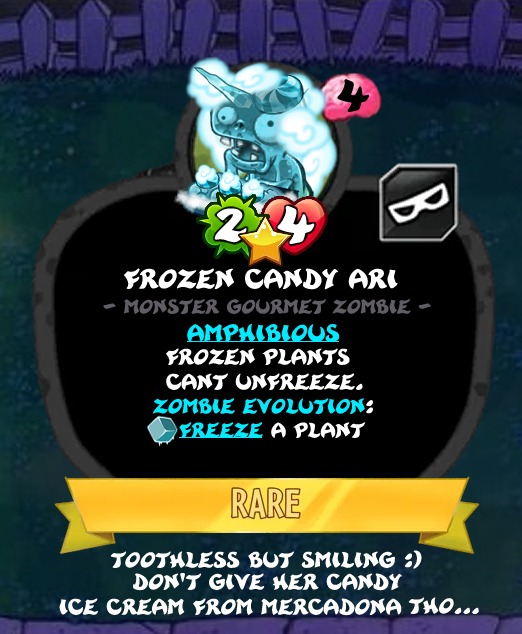 4
2 4
FROZEN CANDY ARI
- MONSTER GOURMET ZOMBIE -
AMPHIBIOUS
FROZEN PLANTS
CANT UNFREEZE.
ZOMBIE EVOLUTION:
FREEZE A PLANT
RARE
TOOTHLESS BUT SMILING :)
DON'T GIVE HER CANDY
ICE CREAM FROM MERCADONA THO...